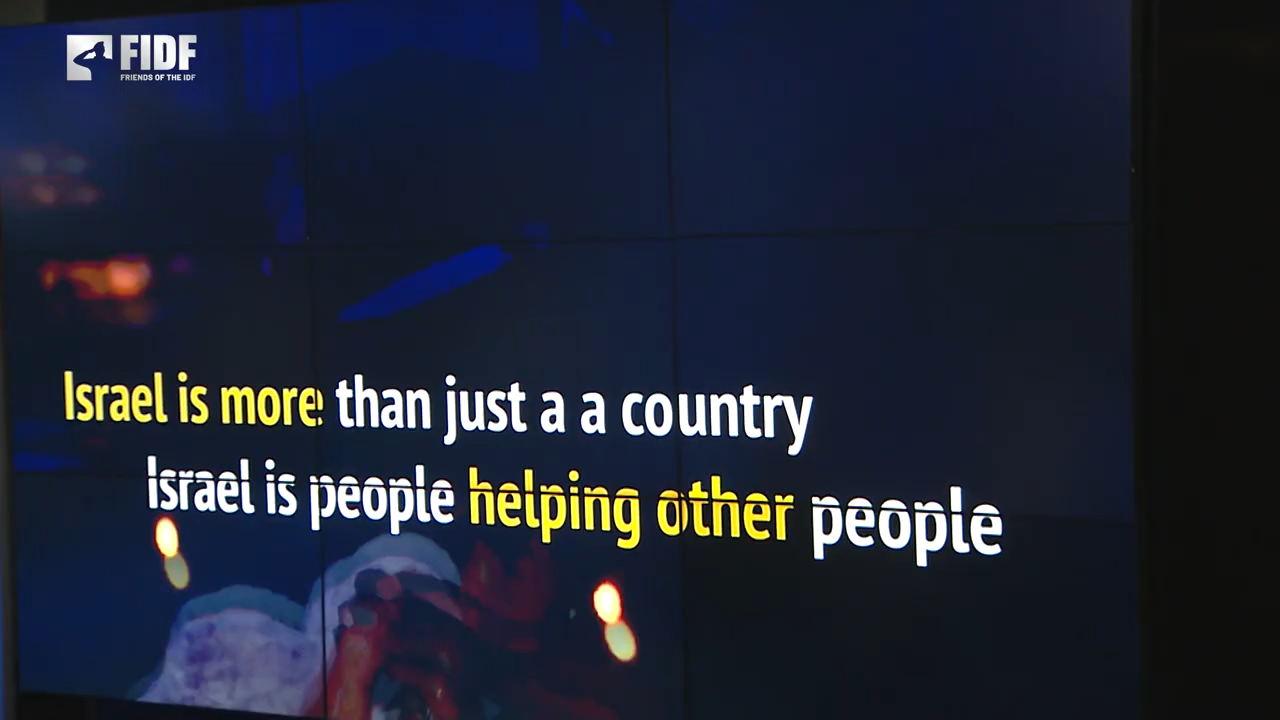 FIDF
FRIENDS OF THE IDF
Israel is more than just a a country
Israel is people helping other people